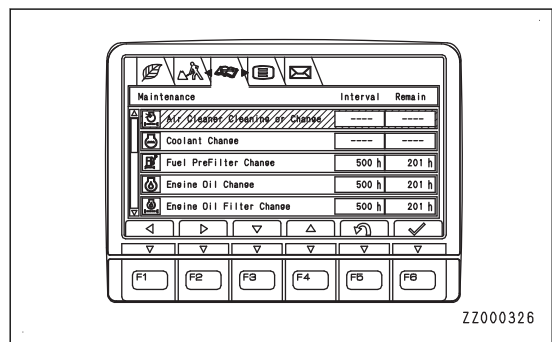 Maintenance Interval Remain
Air Cleaner Cleaning or Change ---- ----
Coolant Change ---- ----
Fuel PreFilter Change 500 h 201 h
Engine Oil Change 500 h 201 h
Engine Oil Filter Change 500 h 201 h
F1 F2 F3 F4 F5 F6
ZZ000326